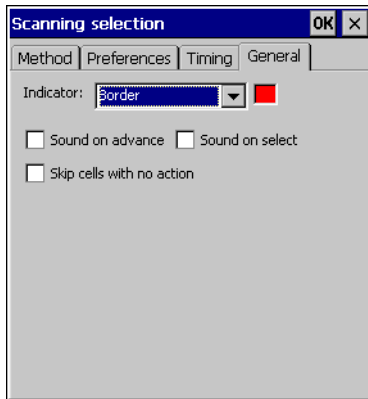 Scanning selection OK
Method Preferences Timing General
Indicator: Border
Sound on advance Sound on select
Skip cells with no action